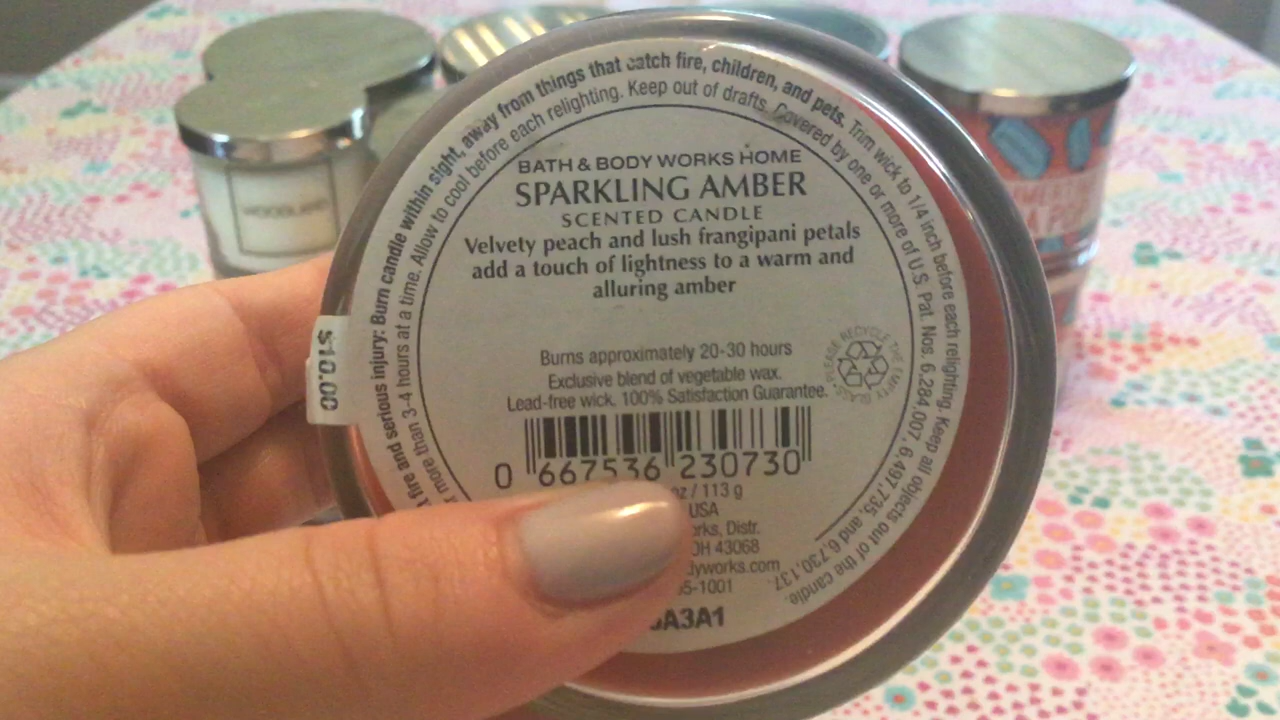 BATH & BODY WORKS HOME
SPARKLING AMBER
SCENTED CANDLE
Velvety peach and lush frangipani petals
add a touch of lightness to a warm and
alluring amber
Burns approximately 20-30 hours
Exclusive blend of vegetable wax.
Lead-free wick. 100% Satisfaction Guarantee.
0 667536 230730
oz / 113 g
USA
Distr.
OH 43068
A3A1
fire and serious injury: Burn candle within sight, away from things that catch fire, children, and pets. Trim wick to 1/4 inch before each relighting. Keep all objects out of the candle.
more than 3-4 hours at a time. Allow to cool before each relighting. Keep out of drafts. Covered by one or more of U.S. Pat. Nos. 6,284,007, 6,497,735, and 6,730,137.
PLEASE RECYCLE THE EMPTY GLASS
$10.00
WOODLAND